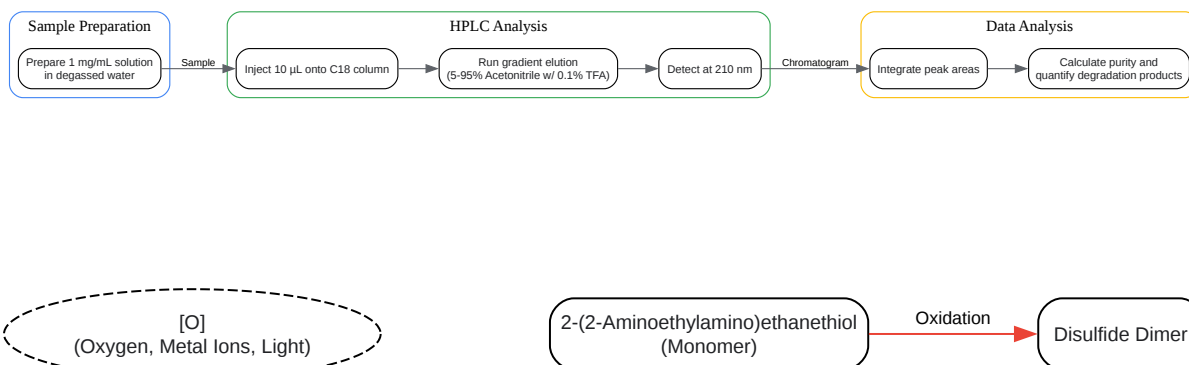 Sample Preparation
Prepare 1 mg/mL solution
in degassed water
Sample
HPLC Analysis
Inject 10 µL onto C18 column
Run gradient elution
(5-95% Acetonitrile w/ 0.1% TFA)
Detect at 210 nm
Chromatogram
Data Analysis
Integrate peak areas
Calculate purity and
quantify degradation products
[O]
(Oxygen, Metal Ions, Light)
2-(2-Aminoethylamino)ethanethiol
(Monomer)
Oxidation
Disulfide Dimer